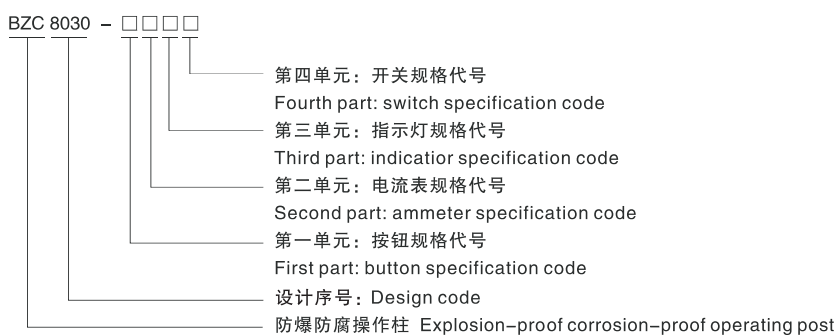 BZC 8030 – □ □ □ □
第四单元：开关规格代号
Fourth part: switch specification code
第三单元：指示灯规格代号
Third part: indicatior specification code
第二单元：电流表规格代号
Second part: ammeter specification code
第一单元：按钮规格代号
First part: button specification code
设计序号：Design code
防爆防腐操作柱 Explosion–proof corrosion–proof operating post